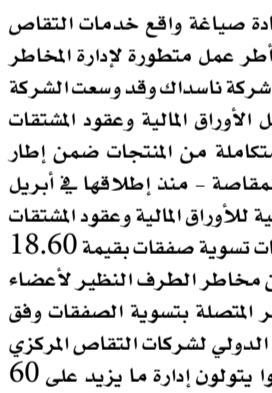 ادة صياغة واقع خدمات التقاص
أطر عمل متطورة لإدارة المخاطر
شركة ناسداك وقد وسعت الشركة
ل الأوراق المالية وعقود المشتقات
تكاملة من المنتجات ضمن إطار
مقاصة - منذ إطلاقها في أبريل
ية للأوراق المالية وعقود المشتقات
ات تسوية صفقات بقيمة 18.60
ن مخاطر الطرف النظير لأعضاء
ر المتصلة بتسوية الصفقات وفق
الدولي لشركات التقاص المركزي
وا يتولون إدارة ما يزيد على 60